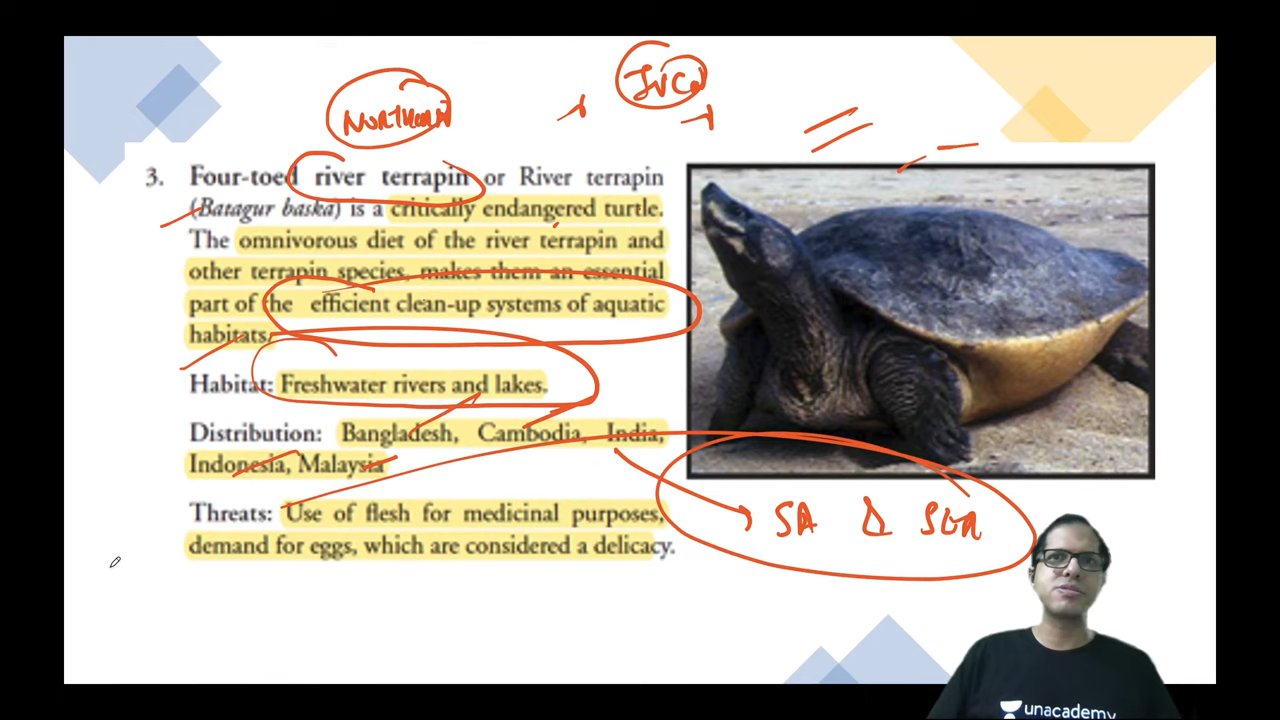 NORTHERN
3. Four-toed river terrapin or River terrapin
(Batagur baska) is a critically endangered turtle.
The omnivorous diet of the river terrapin and
other terrapin species, makes them an essential
part of the efficient clean-up systems of aquatic
habitats.
Habitat: Freshwater rivers and lakes.
Distribution: Bangladesh, Cambodia, India,
Indonesia, Malaysia
Threats: Use of flesh for medicinal purposes,
demand for eggs, which are considered a delicacy.
SA & SEA
unacademy